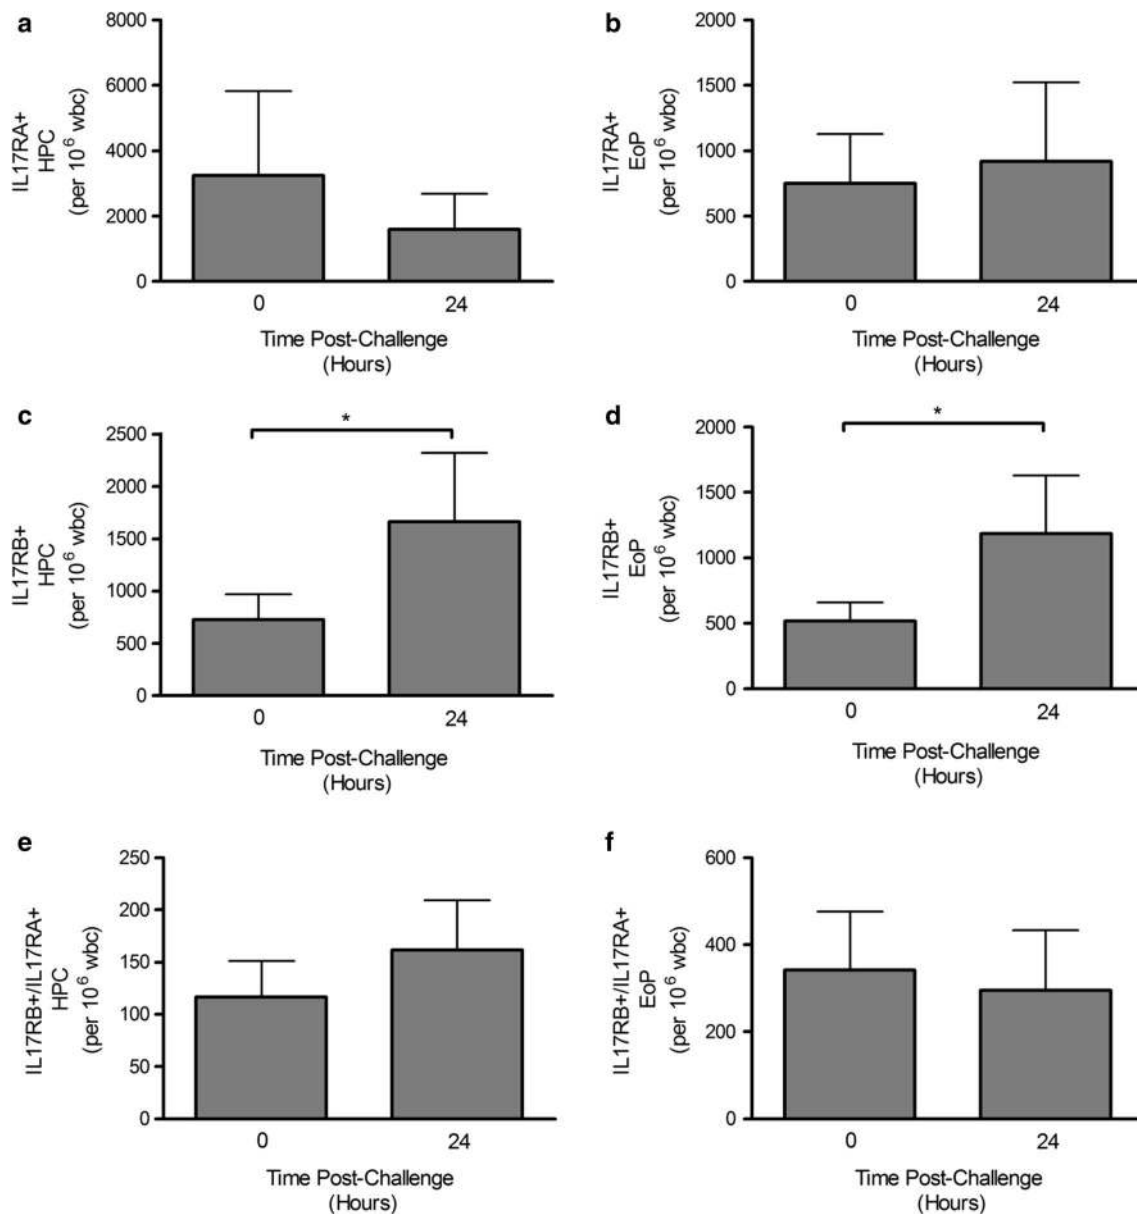 a
IL17RA+
HPC
(per 10⁶ wbc)
8000
6000
4000
2000
0
0 24
Time Post-Challenge
(Hours)
b
IL17RA+
EoP
(per 10⁶ wbc)
2000
1500
1000
500
0
0 24
Time Post-Challenge
(Hours)
c
IL17RB+
HPC
(per 10⁶ wbc)
2500
2000
1500
1000
500
0
*
0 24
Time Post-Challenge
(Hours)
d
IL17RB+
EoP
(per 10⁶ wbc)
2000
1500
1000
500
0
*
0 24
Time Post-Challenge
(Hours)
e
IL17RB+/IL17RA+
HPC
(per 10⁶ wbc)
250
200
150
100
50
0
0 24
Time Post-Challenge
(Hours)
f
IL17RB+/IL17RA+
EoP
(per 10⁶ wbc)
600
400
200
0
0 24
Time Post-Challenge
(Hours)